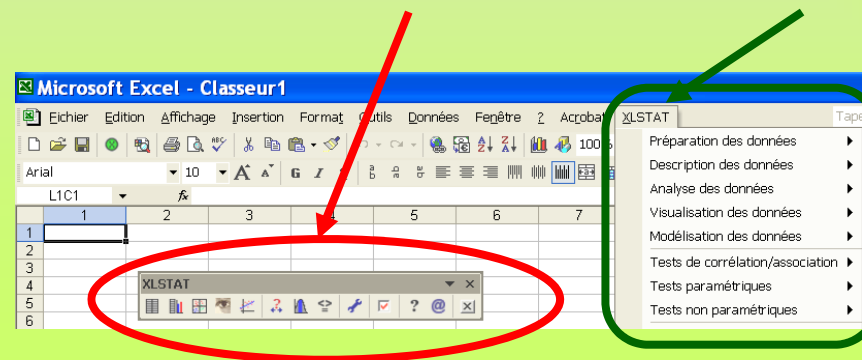 Microsoft Excel - Classeur1
Fichier Edition Affichage Insertion Format Outils Données Fenêtre ? Acrobat XLSTAT Tape
100%
Arial 10 G I
L1C1 fx
1 2 3 4 5 6 7
1
2
3
4
5
6
XLSTAT
? @
Préparation des données
Description des données
Analyse des données
Visualisation des données
Modélisation des données
Tests de corrélation/association
Tests paramétriques
Tests non paramétriques